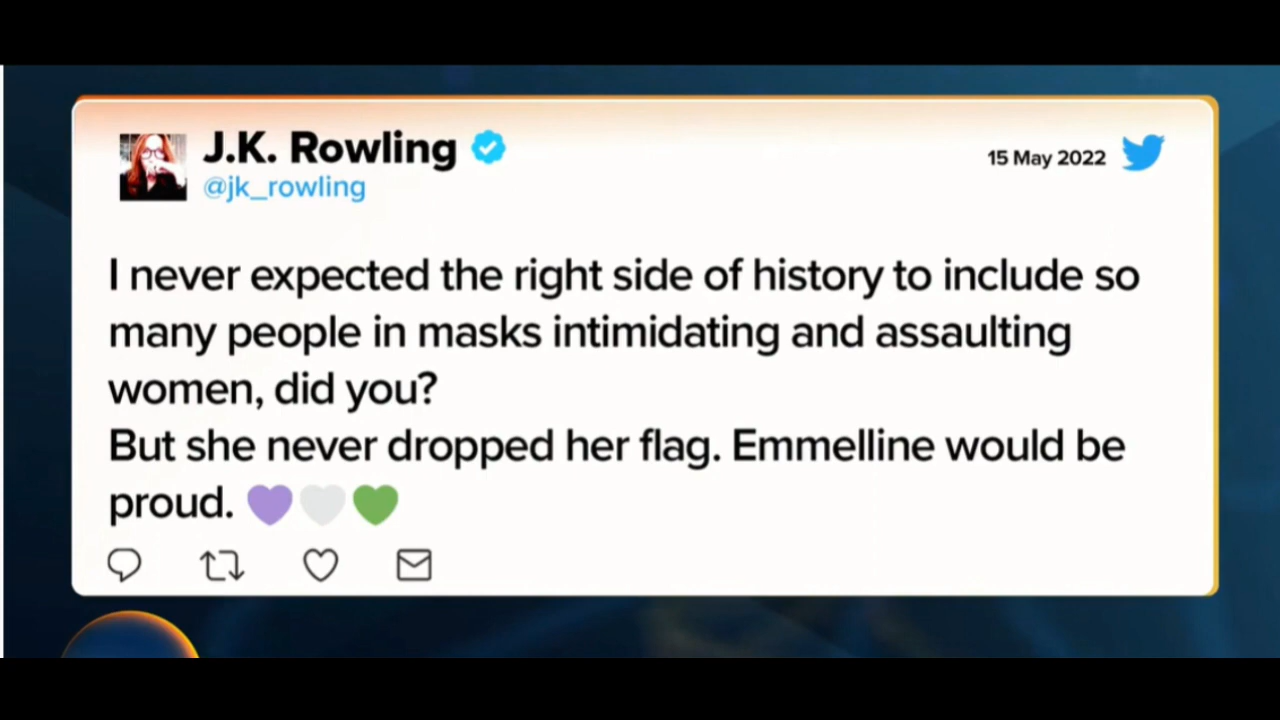 J.K. Rowling
@jk_rowling
15 May 2022
I never expected the right side of history to include so
many people in masks intimidating and assaulting
women, did you?
But she never dropped her flag. Emmelline would be
proud. 💜🤍💚